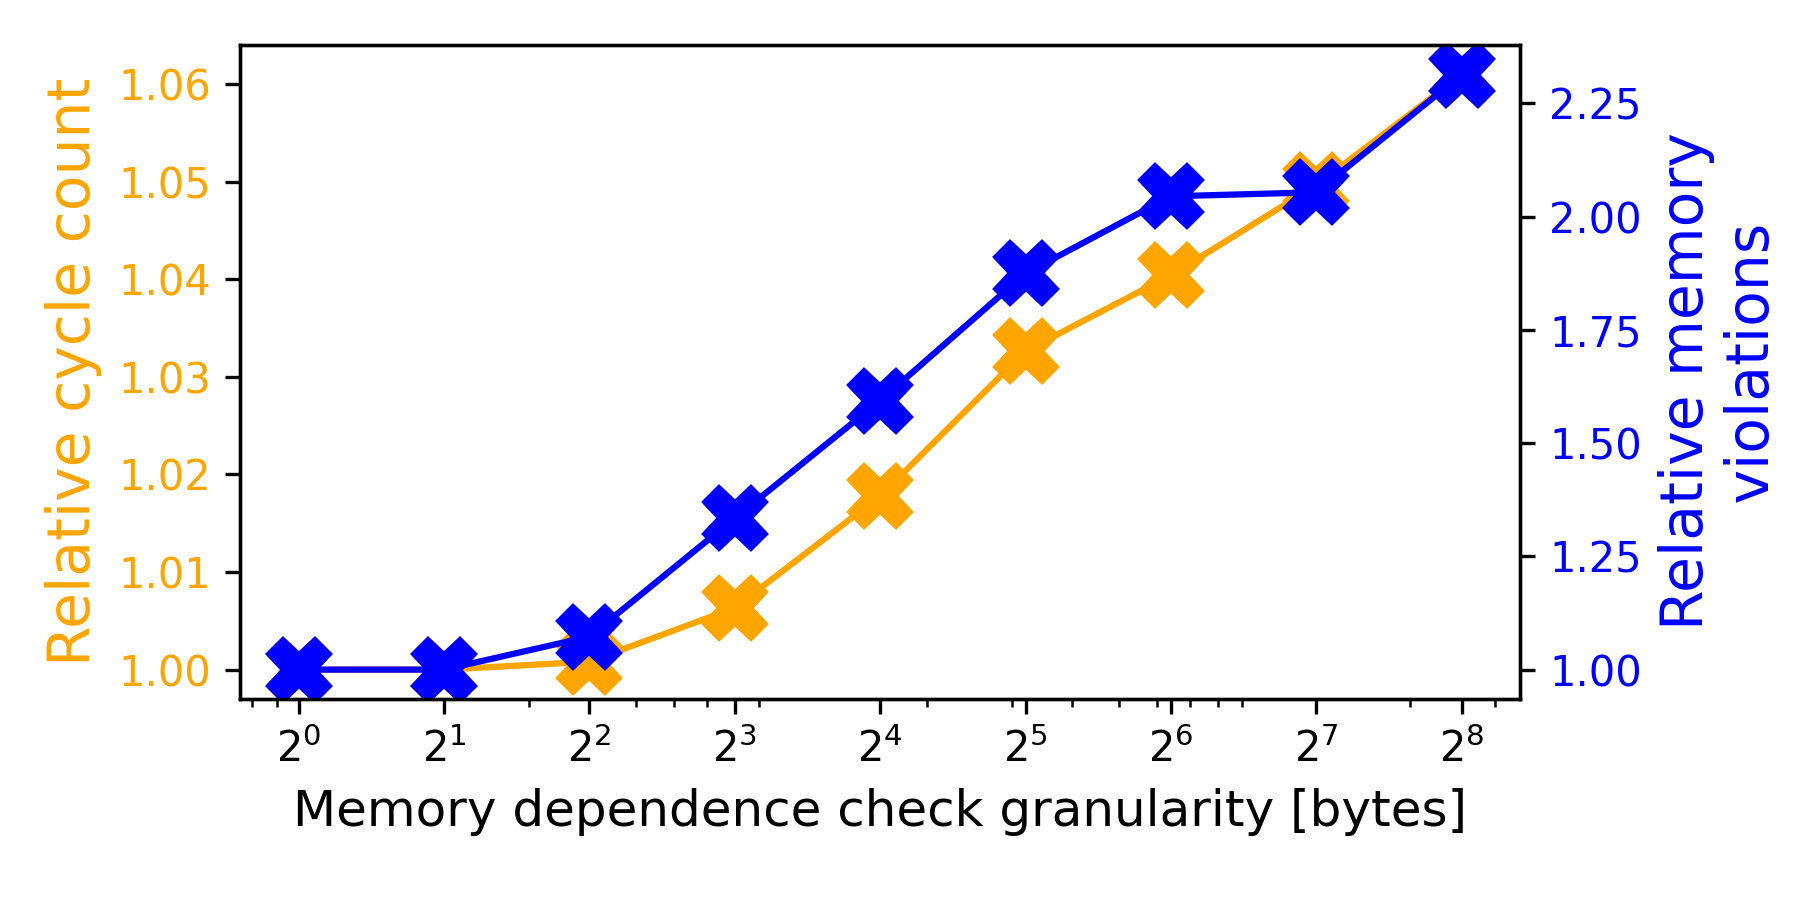 Relative cycle count
1.06
1.05
1.04
1.03
1.02
1.01
1.00
2.25
2.00
1.75
1.50
1.25
1.00
Relative memory
violations
2⁰ 2¹ 2² 2³ 2⁴ 2⁵ 2⁶ 2⁷ 2⁸
Memory dependence check granularity [bytes]